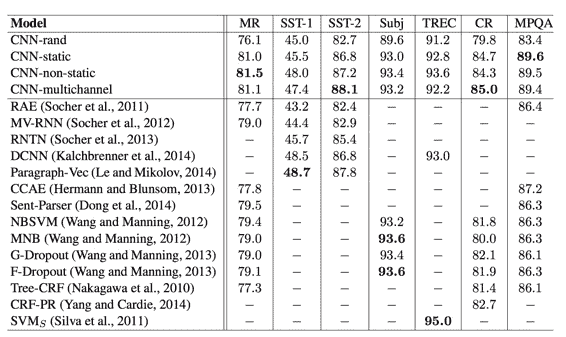 Model MR SST-1 SST-2 Subj TREC CR MPQA
CNN-rand 76.1 45.0 82.7 89.6 91.2 79.8 83.4
CNN-static 81.0 45.5 86.8 93.0 92.8 84.7 89.6
CNN-non-static 81.5 48.0 87.2 93.4 93.6 84.3 89.5
CNN-multichannel 81.1 47.4 88.1 93.2 92.2 85.0 89.4
RAE (Socher et al., 2011) 77.7 43.2 82.4 – – – 86.4
MV-RNN (Socher et al., 2012) 79.0 44.4 82.9 – – – –
RNTN (Socher et al., 2013) – 45.7 85.4 – – – –
DCNN (Kalchbrenner et al., 2014) – 48.5 86.8 – 93.0 – –
Paragraph-Vec (Le and Mikolov, 2014) – 48.7 87.8 – – – –
CCAE (Hermann and Blunsom, 2013) 77.8 – – – – – 87.2
Sent-Parser (Dong et al., 2014) 79.5 – – – – – 86.3
NBSVM (Wang and Manning, 2012) 79.4 – – 93.2 – 81.8 86.3
MNB (Wang and Manning, 2012) 79.0 – – 93.6 – 80.0 86.3
G-Dropout (Wang and Manning, 2013) 79.0 – – 93.4 – 82.1 86.1
F-Dropout (Wang and Manning, 2013) 79.1 – – 93.6 – 81.9 86.3
Tree-CRF (Nakagawa et al., 2010) 77.3 – – – – 81.4 86.1
CRF-PR (Yang and Cardie, 2014) – – – – – 82.7 –
SVMS (Silva et al., 2011) – – – – 95.0 – –